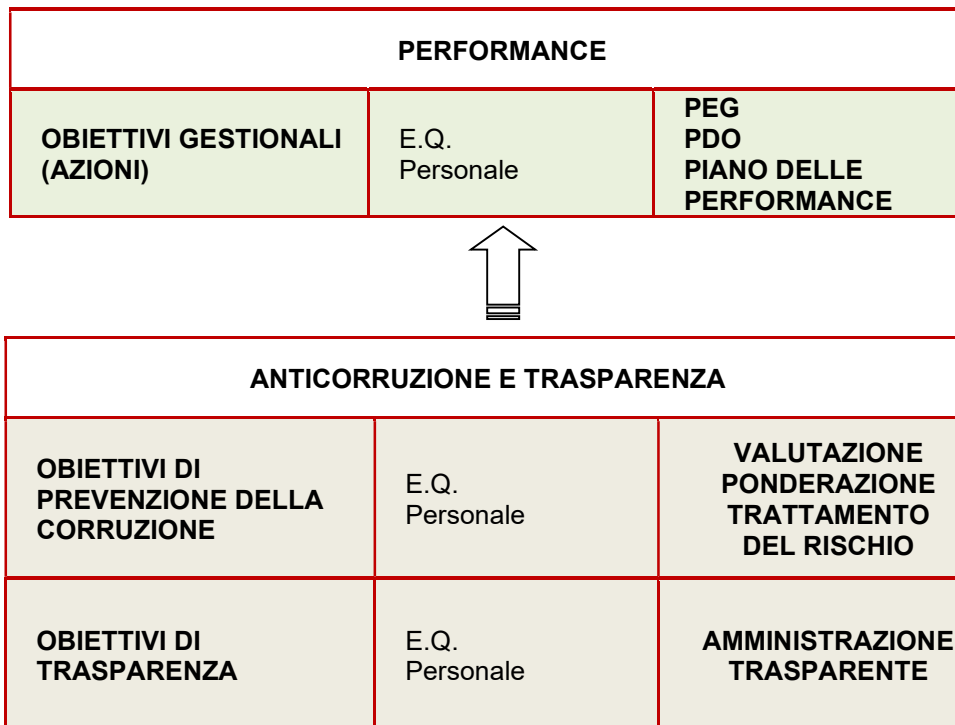 PERFORMANCE
OBIETTIVI GESTIONALI
(AZIONI)
E.Q.
Personale
PEG
PDO
PIANO DELLE
PERFORMANCE
ANTICORRUZIONE E TRASPARENZA
OBIETTIVI DI
PREVENZIONE DELLA
CORRUZIONE
E.Q.
Personale
VALUTAZIONE
PONDERAZIONE
TRATTAMENTO
DEL RISCHIO
OBIETTIVI DI
TRASPARENZA
E.Q.
Personale
AMMINISTRAZIONE
TRASPARENTE